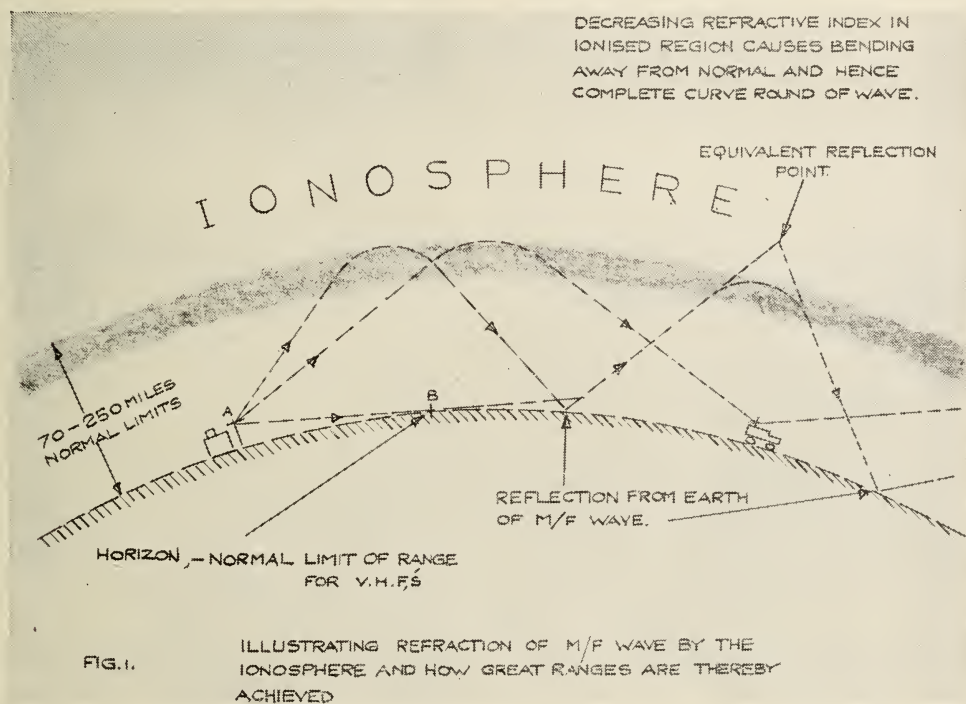 DECREASING REFRACTIVE INDEX IN
IONISED REGION CAUSES BENDING
AWAY FROM NORMAL AND HENCE
COMPLETE CURVE ROUND OF WAVE.
EQUIVALENT REFLECTION
POINT.
IONOSPHERE
70-250 MILES
NORMAL LIMITS
A
B
REFLECTION FROM EARTH
OF M/F WAVE.
HORIZON,-NORMAL LIMIT OF RANGE
FOR V.H.F,S
FIG.1.
ILLUSTRATING REFRACTION OF M/F WAVE BY THE
IONOSPHERE AND HOW GREAT RANGES ARE THEREBY
ACHIEVED